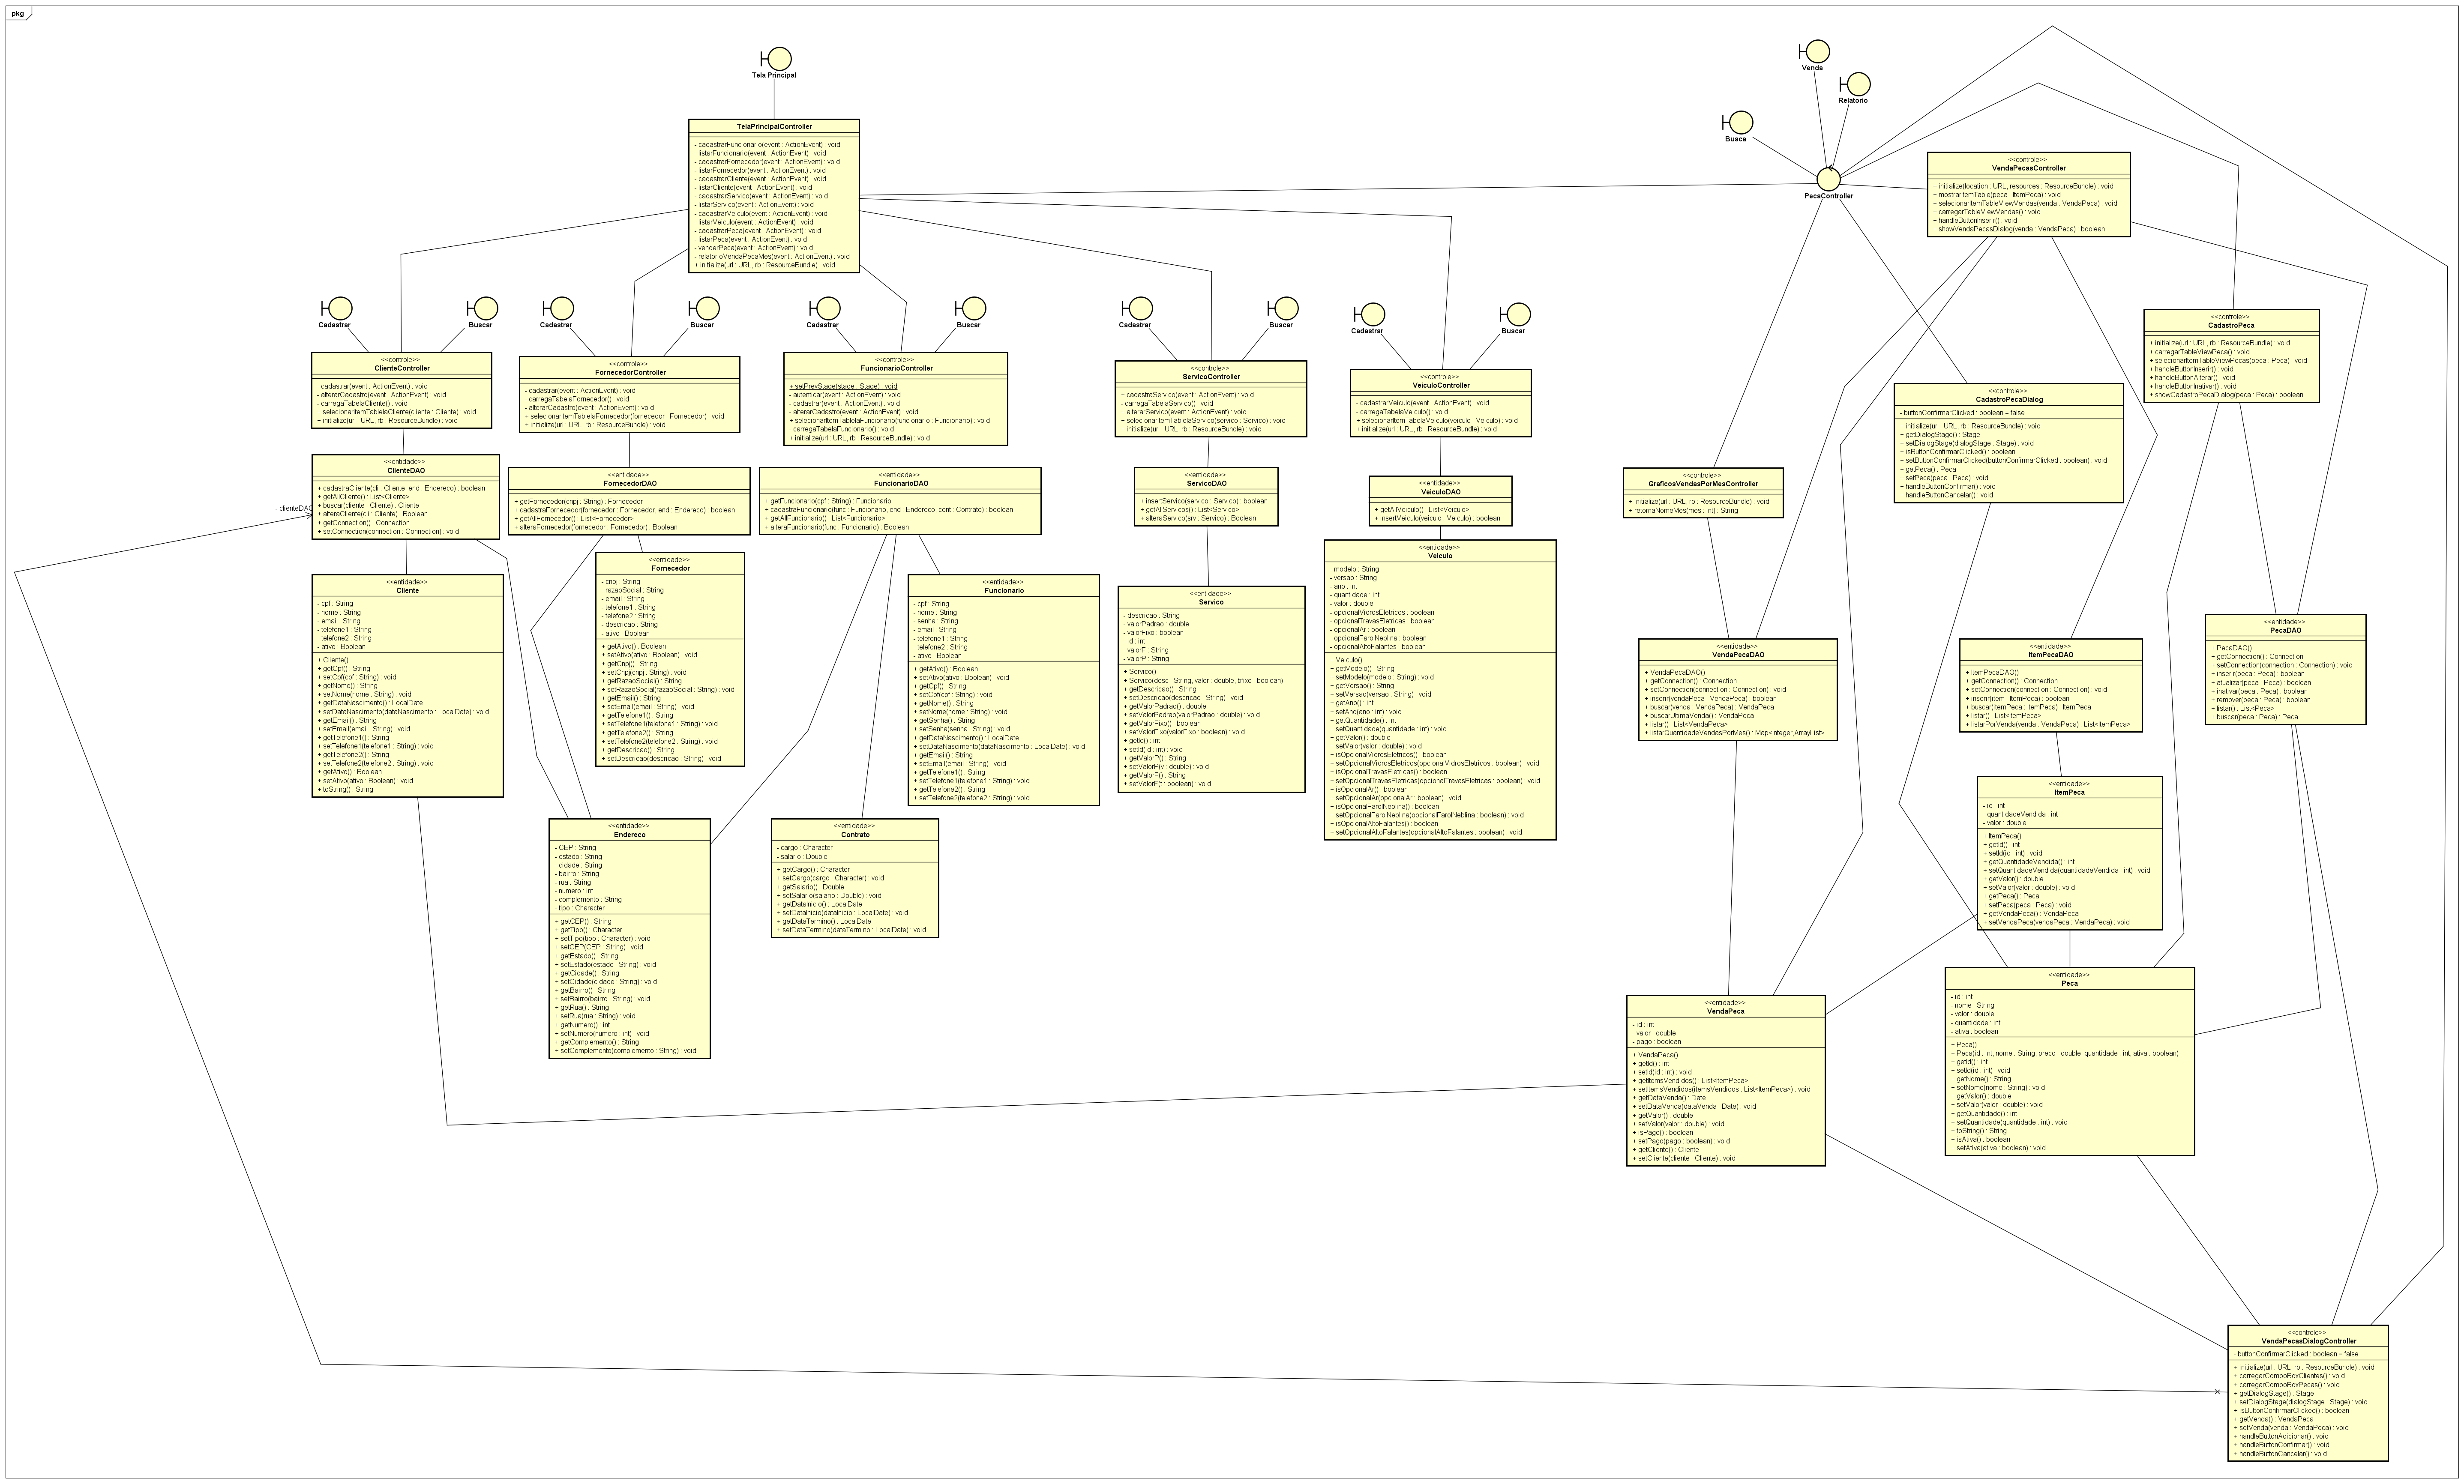 pkg
Tela Principal
TelaPrincipalController
- cadastrarFuncionario(event : ActionEvent) : void
- listarFuncionario(event : ActionEvent) : void
- cadastrarFornecedor(event : ActionEvent) : void
- listarFornecedor(event : ActionEvent) : void
- cadastrarCliente(event : ActionEvent) : void
- listarCliente(event : ActionEvent) : void
- cadastrarServico(event : ActionEvent) : void
- listarServico(event : ActionEvent) : void
- cadastrarVeiculo(event : ActionEvent) : void
- listarVeiculo(event : ActionEvent) : void
- cadastrarPeca(event : ActionEvent) : void
- listarPeca(event : ActionEvent) : void
- venderPeca(event : ActionEvent) : void
- relatorioVendaPecaMes(event : ActionEvent) : void
+ initialize(url : URL, rb : ResourceBundle) : void
Venda
Relatorio
Busca
PecaController
<<controle>>
VendaPecasController
+ initialize(location : URL, resources : ResourceBundle) : void
+ mostrarItemTable(peca : ItemPeca) : void
+ selecionarItemTableViewVendas(venda : VendaPeca) : void
+ carregarTableViewVendas() : void
+ handleButtonInserir() : void
+ showVendaPecasDialog(venda : VendaPeca) : boolean
Cadastrar
Buscar
<<controle>>
ClienteController
- cadastrar(event : ActionEvent) : void
- alterarCadastro(event : ActionEvent) : void
- carregaTabelaCliente() : void
+ selecionarItemTablelaCliente(cliente : Cliente) : void
+ initialize(url : URL, rb : ResourceBundle) : void
Cadastrar
Buscar
<<controle>>
FornecedorController
- cadastrar(event : ActionEvent) : void
- carregaTabelaFornecedor() : void
- alterarCadastro(event : ActionEvent) : void
+ selecionarItemTablelaFornecedor(fornecedor : Fornecedor) : void
+ initialize(url : URL, rb : ResourceBundle) : void
Cadastrar
Buscar
<<controle>>
FuncionarioController
+ setPrevStage(stage : Stage) : void
- autenticar(event : ActionEvent) : void
- cadastrar(event : ActionEvent) : void
- alterarCadastro(event : ActionEvent) : void
+ selecionarItemTablelaFuncionario(funcionario : Funcionario) : void
- carregaTabelaFuncionario() : void
+ initialize(url : URL, rb : ResourceBundle) : void
Cadastrar
Buscar
<<controle>>
ServicoController
+ cadastraServico(event : ActionEvent) : void
- carregaTabelaServico() : void
+ alterarServico(event : ActionEvent) : void
+ selecionarItemTabelaServico(servico : Servico) : void
+ initialize(url : URL, rb : ResourceBundle) : void
Cadastrar
Buscar
<<controle>>
VeiculoController
- cadastrarVeiculo(event : ActionEvent) : void
- carregaTabelaVeiculo() : void
+ selecionarItemTabelaVeiculo(veiculo : Veiculo) : void
+ initialize(url : URL, rb : ResourceBundle) : void
<<controle>>
CadastroPeca
+ initialize(url : URL, rb : ResourceBundle) : void
+ carregarTableViewPeca() : void
+ selecionarItemTableViewPecas(peca : Peca) : void
+ handleButtonInserir() : void
+ handleButtonAlterar() : void
+ handleButtonInativar() : void
+ showCadastroPecaDialog(peca : Peca) : boolean
<<controle>>
CadastroPecaDialog
- buttonConfirmarClicked : boolean = false
+ initialize(url : URL, rb : ResourceBundle) : void
+ getDialogStage() : Stage
+ setDialogStage(dialogStage : Stage) : void
+ isButtonConfirmarClicked() : boolean
+ setButtonConfirmarClicked(buttonConfirmarClicked : boolean) : void
+ getPeca() : Peca
+ setPeca(peca : Peca) : void
+ handleButtonConfirmar() : void
+ handleButtonCancelar() : void
<<controle>>
GraficosVendasPorMesController
+ initialize(url : URL, rb : ResourceBundle) : void
+ retornaNomeMes(mes : int) : String
- clienteDAO
<<entidade>>
ClienteDAO
+ cadastraCliente(cli : Cliente, end : Endereco) : boolean
+ getAllCliente() : List<Cliente>
+ buscar(cliente : Cliente) : Cliente
+ alteraCliente(cli : Cliente) : Boolean
+ getConnection() : Connection
+ setConnection(connection : Connection) : void
<<entidade>>
FornecedorDAO
+ getFornecedor(cnpj : String) : Fornecedor
+ cadastraFornecedor(fornecedor : Fornecedor, end : Endereco) : boolean
+ getAllFornecedor() : List<Fornecedor>
+ alteraFornecedor(fornecedor : Fornecedor) : Boolean
<<entidade>>
FuncionarioDAO
+ getFuncionario(cpf : String) : Funcionario
+ cadastraFuncionario(func : Funcionario, end : Endereco, cont : Contrato) : boolean
+ getAllFuncionario() : List<Funcionario>
+ alteraFuncionario(func : Funcionario) : Boolean
<<entidade>>
ServicoDAO
+ insertServico(servico : Servico) : boolean
+ getAllServicos() : List<Servico>
+ alteraServico(srv : Servico) : Boolean
<<entidade>>
VeiculoDAO
+ getAllVeiculo() : List<Veiculo>
+ insertVeiculo(veiculo : Veiculo) : boolean
<<entidade>>
Cliente
- cpf : String
- nome : String
- email : String
- telefone1 : String
- telefone2 : String
- ativo : Boolean
+ Cliente()
+ getCpf() : String
+ setCpf(cpf : String) : void
+ getNome() : String
+ setNome(nome : String) : void
+ getDataNascimento() : LocalDate
+ setDataNascimento(dataNascimento : LocalDate) : void
+ getEmail() : String
+ setEmail(email : String) : void
+ getTelefone1() : String
+ setTelefone1(telefone1 : String) : void
+ getTelefone2() : String
+ setTelefone2(telefone2 : String) : void
+ getAtivo() : Boolean
+ setAtivo(ativo : Boolean) : void
+ toString() : String
<<entidade>>
Fornecedor
- cnpj : String
- razaoSocial : String
- email : String
- telefone1 : String
- telefone2 : String
- descricao : String
- ativo : Boolean
+ getAtivo() : Boolean
+ setAtivo(ativo : Boolean) : void
+ getCnpj() : String
+ setCnpj(cnpj : String) : void
+ getRazaoSocial() : String
+ setRazaoSocial(razaoSocial : String) : void
+ getEmail() : String
+ setEmail(email : String) : void
+ getTelefone1() : String
+ setTelefone1(telefone1 : String) : void
+ getTelefone2() : String
+ setTelefone2(telefone2 : String) : void
+ getDescricao() : String
+ setDescricao(descricao : String) : void
<<entidade>>
Funcionario
- cpf : String
- nome : String
- senha : String
- email : String
- telefone1 : String
- telefone2 : String
- ativo : Boolean
+ getAtivo() : Boolean
+ setAtivo(ativo : Boolean) : void
+ getCpf() : String
+ setCpf(cpf : String) : void
+ getNome() : String
+ setNome(nome : String) : void
+ getSenha() : String
+ setSenha(senha : String) : void
+ getDataNascimento() : LocalDate
+ setDataNascimento(dataNascimento : LocalDate) : void
+ getEmail() : String
+ setEmail(email : String) : void
+ getTelefone1() : String
+ setTelefone1(telefone1 : String) : void
+ getTelefone2() : String
+ setTelefone2(telefone2 : String) : void
<<entidade>>
Servico
- descricao : String
- valorPadrao : double
- valorFixo : boolean
- id : int
- valorF : String
- valorP : String
+ Servico()
+ Servico(desc : String, valor : double, bfixo : boolean)
+ getDescricao() : String
+ setDescricao(descricao : String) : void
+ getValorPadrao() : double
+ setValorPadrao(valorPadrao : double) : void
+ getValorFixo() : boolean
+ setValorFixo(valorFixo : boolean) : void
+ getId() : int
+ setId(id : int) : void
+ getValorP() : String
+ setValorP(v : double) : void
+ getValorF() : String
+ setValorF(t : boolean) : void
<<entidade>>
Veiculo
- modelo : String
- versao : String
- ano : int
- quantidade : int
- valor : double
- opcionalVidrosEletricos : boolean
- opcionalTravasEletricas : boolean
- opcionalAr : boolean
- opcionalFarolNeblina : boolean
- opcionalAltoFalantes : boolean
+ Veiculo()
+ getModelo() : String
+ setModelo(modelo : String) : void
+ getVersao() : String
+ setVersao(versao : String) : void
+ getAno() : int
+ setAno(ano : int) : void
+ getQuantidade() : int
+ setQuantidade(quantidade : int) : void
+ getValor() : double
+ setValor(valor : double) : void
+ isOpcionalVidrosEletricos() : boolean
+ setOpcionalVidrosEletricos(opcionalVidrosEletricos : boolean) : void
+ isOpcionalTravasEletricas() : boolean
+ setOpcionalTravasEletricas(opcionalTravasEletricas : boolean) : void
+ isOpcionalAr() : boolean
+ setOpcionalAr(opcionalAr : boolean) : void
+ isOpcionalFarolNeblina() : boolean
+ setOpcionalFarolNeblina(opcionalFarolNeblina : boolean) : void
+ isOpcionalAltoFalantes() : boolean
+ setOpcionalAltoFalantes(opcionalAltoFalantes : boolean) : void
<<entidade>>
VendaPecaDAO
+ VendaPecaDAO()
+ getConnection() : Connection
+ setConnection(connection : Connection) : void
+ inserir(vendaPeca : VendaPeca) : boolean
+ buscar(venda : VendaPeca) : VendaPeca
+ buscarUltimaVenda() : VendaPeca
+ listar() : List<VendaPeca>
+ listarQuantidadeVendasPorMes() : Map<Integer,ArrayList>
<<entidade>>
ItemPecaDAO
+ ItemPecaDAO()
+ getConnection() : Connection
+ setConnection(connection : Connection) : void
+ inserir(item : ItemPeca) : boolean
+ buscar(itemPeca : ItemPeca) : ItemPeca
+ listar() : List<ItemPeca>
+ listarPorVenda(venda : VendaPeca) : List<ItemPeca>
<<entidade>>
PecaDAO
+ PecaDAO()
+ getConnection() : Connection
+ setConnection(connection : Connection) : void
+ inserir(peca : Peca) : boolean
+ atualizar(peca : Peca) : boolean
+ inativar(peca : Peca) : boolean
+ remover(peca : Peca) : boolean
+ listar() : List<Peca>
+ buscar(peca : Peca) : Peca
<<entidade>>
ItemPeca
- id : int
- quantidadeVendida : int
- valor : double
+ ItemPeca()
+ getId() : int
+ setId(id : int) : void
+ getQuantidadeVendida() : int
+ setQuantidadeVendida(quantidadeVendida : int) : void
+ getValor() : double
+ setValor(valor : double) : void
+ getPeca() : Peca
+ setPeca(peca : Peca) : void
+ getVendaPeca() : VendaPeca
+ setVendaPeca(vendaPeca : VendaPeca) : void
<<entidade>>
Endereco
- CEP : String
- estado : String
- cidade : String
- bairro : String
- rua : String
- numero : int
- complemento : String
- tipo : Character
+ getCEP() : String
+ getTipo() : Character
+ setTipo(tipo : Character) : void
+ setCEP(CEP : String) : void
+ getEstado() : String
+ setEstado(estado : String) : void
+ getCidade() : String
+ setCidade(cidade : String) : void
+ getBairro() : String
+ setBairro(bairro : String) : void
+ getRua() : String
+ setRua(rua : String) : void
+ getNumero() : int
+ setNumero(numero : int) : void
+ getComplemento() : String
+ setComplemento(complemento : String) : void
<<entidade>>
Contrato
- cargo : Character
- salario : Double
+ getCargo() : Character
+ setCargo(cargo : Character) : void
+ getSalario() : Double
+ setSalario(salario : Double) : void
+ getDataInicio() : LocalDate
+ setDataInicio(dataInicio : LocalDate) : void
+ getDataTermino() : LocalDate
+ setDataTermino(dataTermino : LocalDate) : void
<<entidade>>
VendaPeca
- id : int
- valor : double
- pago : boolean
+ VendaPeca()
+ getId() : int
+ setId(id : int) : void
+ getItemsVendidos() : List<ItemPeca>
+ setItemsVendidos(itemsVendidos : List<ItemPeca>) : void
+ getDataVenda() : Date
+ setDataVenda(dataVenda : Date) : void
+ getValor() : double
+ setValor(valor : double) : void
+ isPago() : boolean
+ setPago(pago : boolean) : void
+ getCliente() : Cliente
+ setCliente(cliente : Cliente) : void
<<entidade>>
Peca
- id : int
- nome : String
- valor : double
- quantidade : int
- ativa : boolean
+ Peca()
+ Peca(id : int, nome : String, preco : double, quantidade : int, ativa : boolean)
+ getId() : int
+ setId(id : int) : void
+ getNome() : String
+ setNome(nome : String) : void
+ getValor() : double
+ setValor(valor : double) : void
+ getQuantidade() : int
+ setQuantidade(quantidade : int) : void
+ toString() : String
+ isAtiva() : boolean
+ setAtiva(ativa : boolean) : void
<<controle>>
VendaPecasDialogController
- buttonConfirmarClicked : boolean = false
+ initialize(url : URL, rb : ResourceBundle) : void
+ carregarComboBoxClientes() : void
+ carregarComboBoxPecas() : void
+ getDialogStage() : Stage
+ setDialogStage(dialogStage : Stage) : void
+ isButtonConfirmarClicked() : boolean
+ getVenda() : VendaPeca
+ setVenda(venda : VendaPeca) : void
+ handleButtonAdicionar() : void
+ handleButtonConfirmar() : void
+ handleButtonCancelar() : void